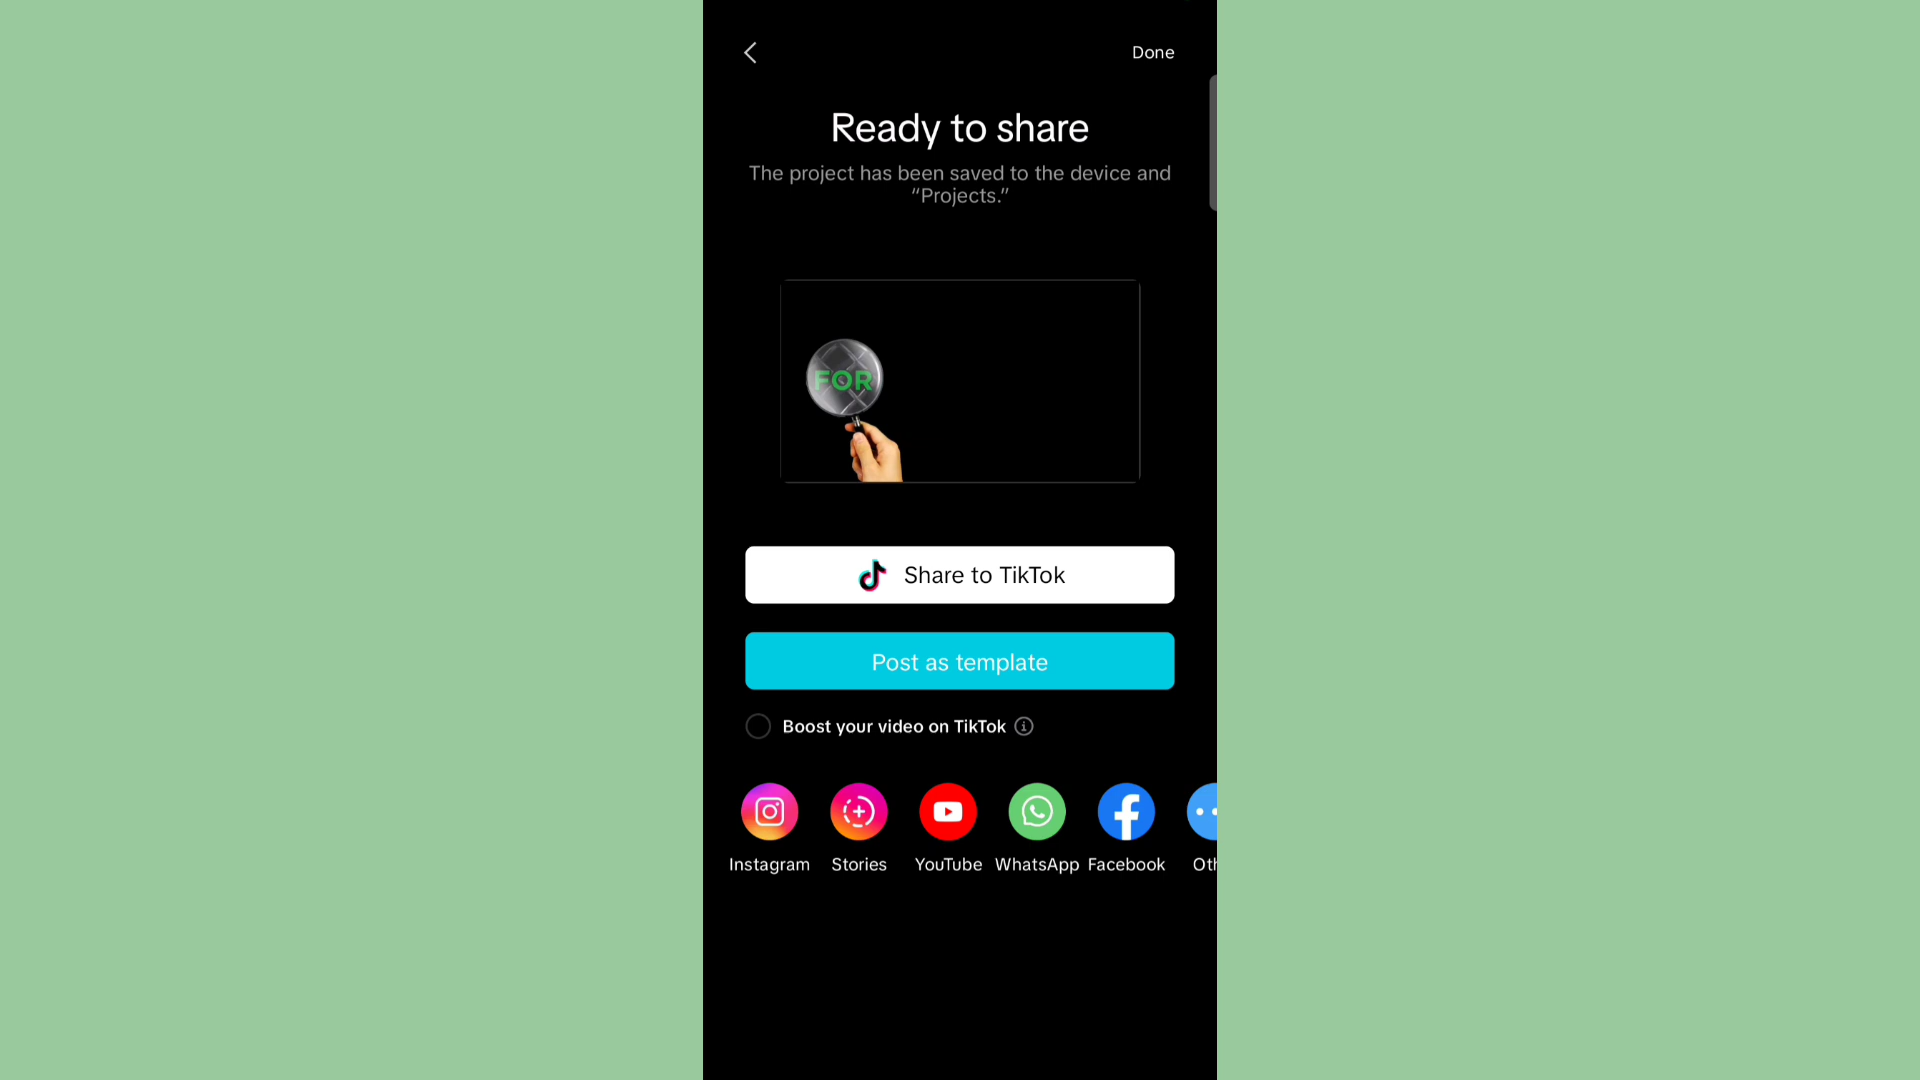 Done
Ready to share
The project has been saved to the device and
“Projects.”
FOR
Share to TikTok
Post as template
Boost your video on TikTok
Instagram Stories YouTube WhatsApp Facebook Oth